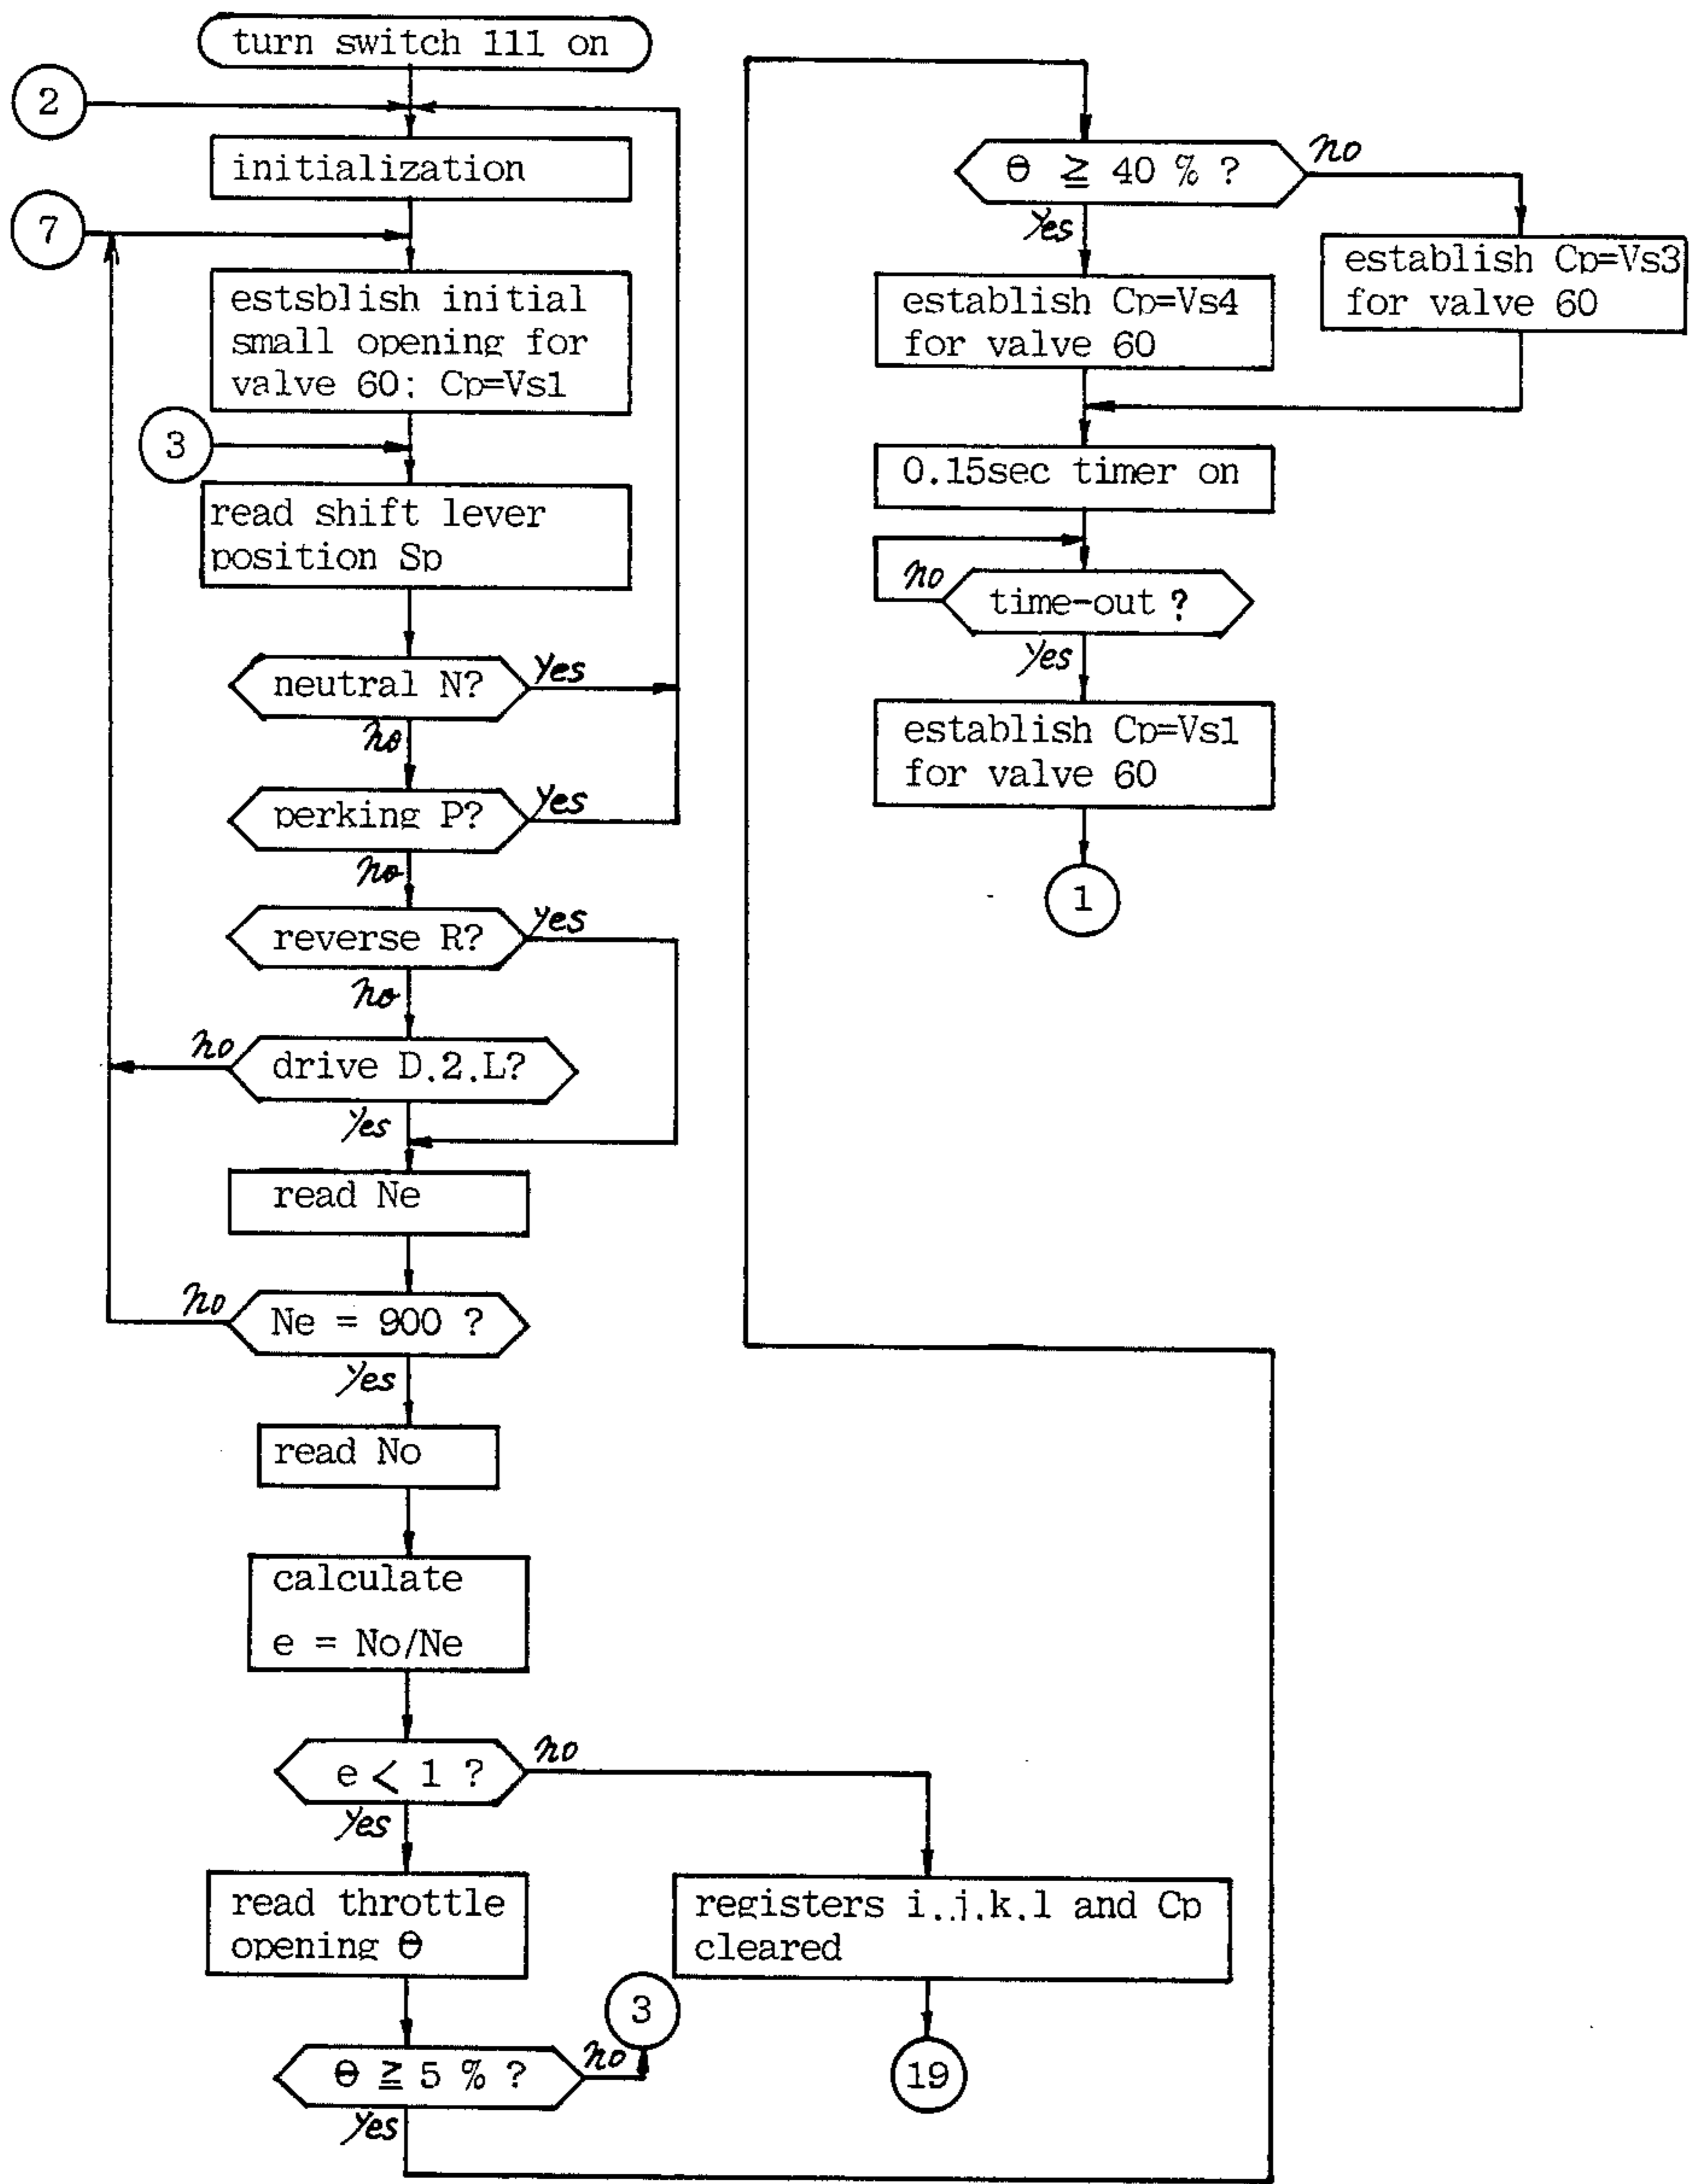 turn switch 111 on
2
initialization
7
estsblish initial
small opening for
valve 60; Cp=Vs1
3
read shift lever
position Sp
neutral N?
yes
no
perking P?
yes
no
reverse R?
yes
no
drive D.2.L?
no
yes
read Ne
Ne = 900 ?
no
yes
read No
calculate
e = No/Ne
e < 1 ?
no
yes
read throttle
opening θ
registers i.j.k.l and Cp
cleared
3
19
θ ≧ 5 % ?
no
yes
θ ≧ 40 % ?
no
yes
establish Cp=Vs3
for valve 60
establish Cp=Vs4
for valve 60
0.15sec timer on
no
time-out ?
yes
establish Cp=Vs1
for valve 60
1